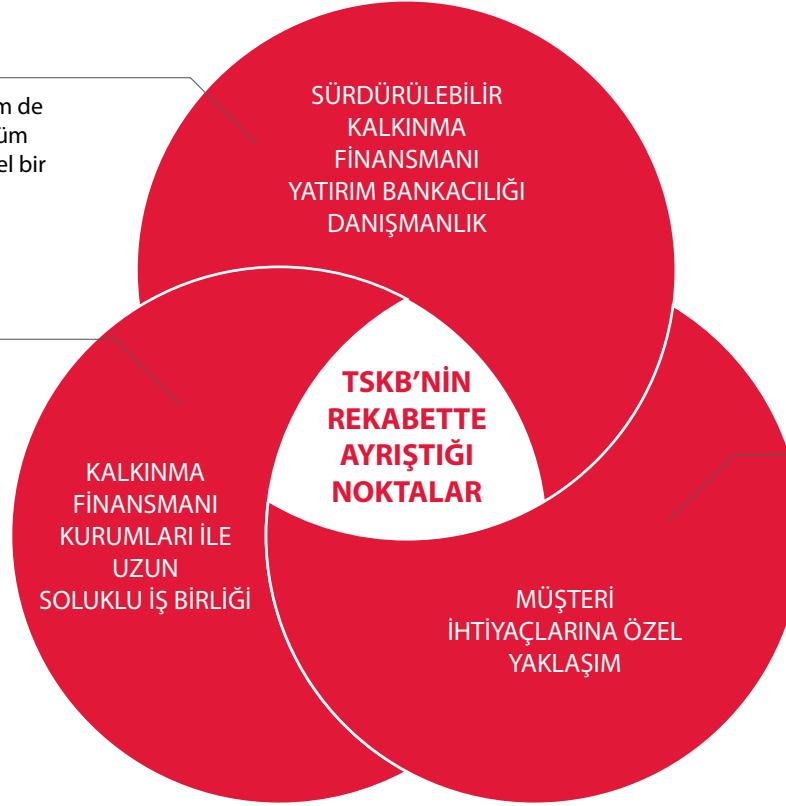 SÜRDÜRÜLEBİLİR
KALKINMA
FİNANSMANI
YATIRIM BANKACILIĞI
DANIŞMANLIK
de
el bir
TSKB’NİN
REKABETTE
AYRIŞTIĞI
NOKTALAR
KALKINMA
FİNANSMANI
KURUMLARI İLE
UZUN
SOLUKLU İŞ BİRLİĞİ
MÜŞTERİ
İHTİYAÇLARINA ÖZEL
YAKLAŞIM